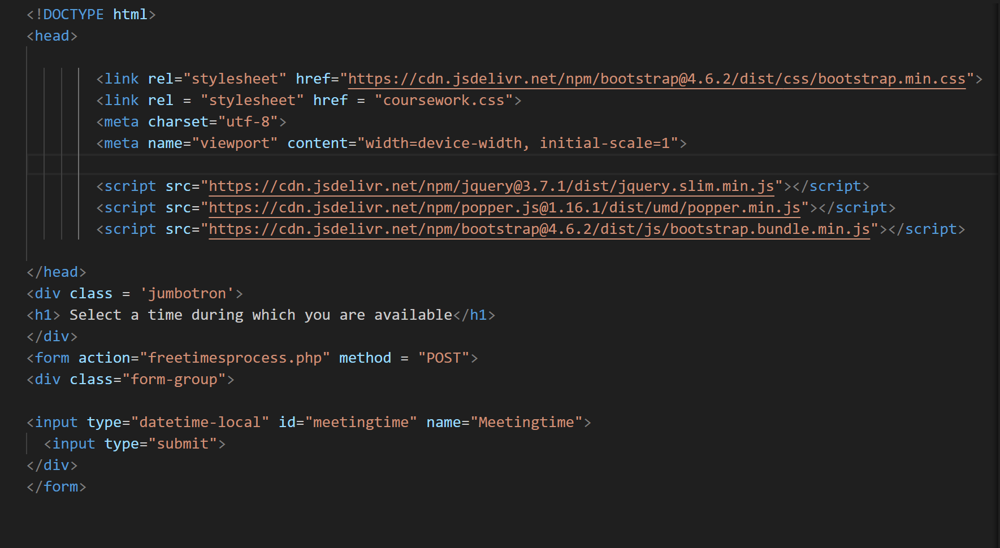 <!DOCTYPE html>
<head>
<link rel="stylesheet" href="https://cdn.jsdelivr.net/npm/bootstrap@4.6.2/dist/css/bootstrap.min.css">
<link rel = "stylesheet" href = "coursework.css">
<meta charset="utf-8">
<meta name="viewport" content="width=device-width, initial-scale=1">
<script src="https://cdn.jsdelivr.net/npm/jquery@3.7.1/dist/jquery.slim.min.js"></script>
<script src="https://cdn.jsdelivr.net/npm/popper.js@1.16.1/dist/umd/popper.min.js"></script>
<script src="https://cdn.jsdelivr.net/npm/bootstrap@4.6.2/dist/js/bootstrap.bundle.min.js"></script>
</head>
<div class = 'jumbotron'>
<h1> Select a time during which you are available</h1>
</div>
<form action="freetimesprocess.php" method = "POST">
<div class="form-group">
<input type="datetime-local" id="meetingtime" name="Meetingtime">
<input type="submit">
</div>
</form>